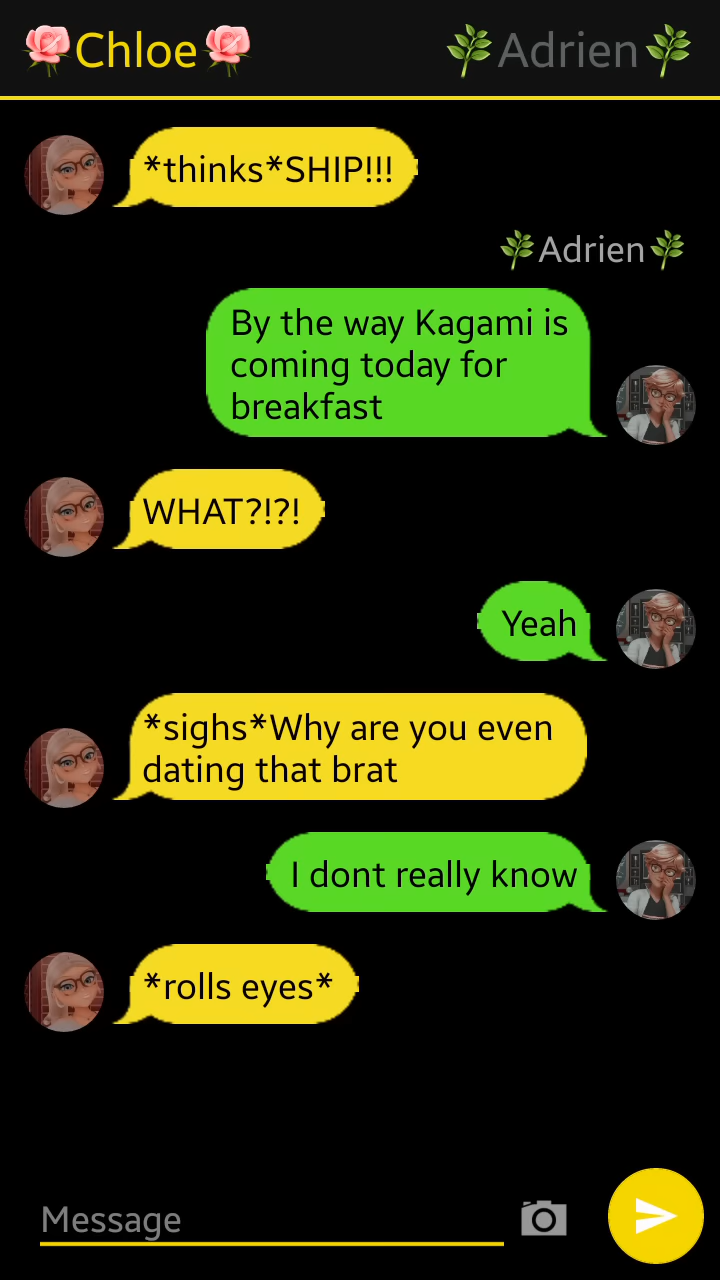 🌹Chloe🌹 🌿Adrien🌿
*thinks*SHIP!!!
🌿Adrien🌿
By the way Kagami is
coming today for
breakfast
WHAT?!?!
Yeah
*sighs*Why are you even
dating that brat
I dont really know
*rolls eyes*
Message